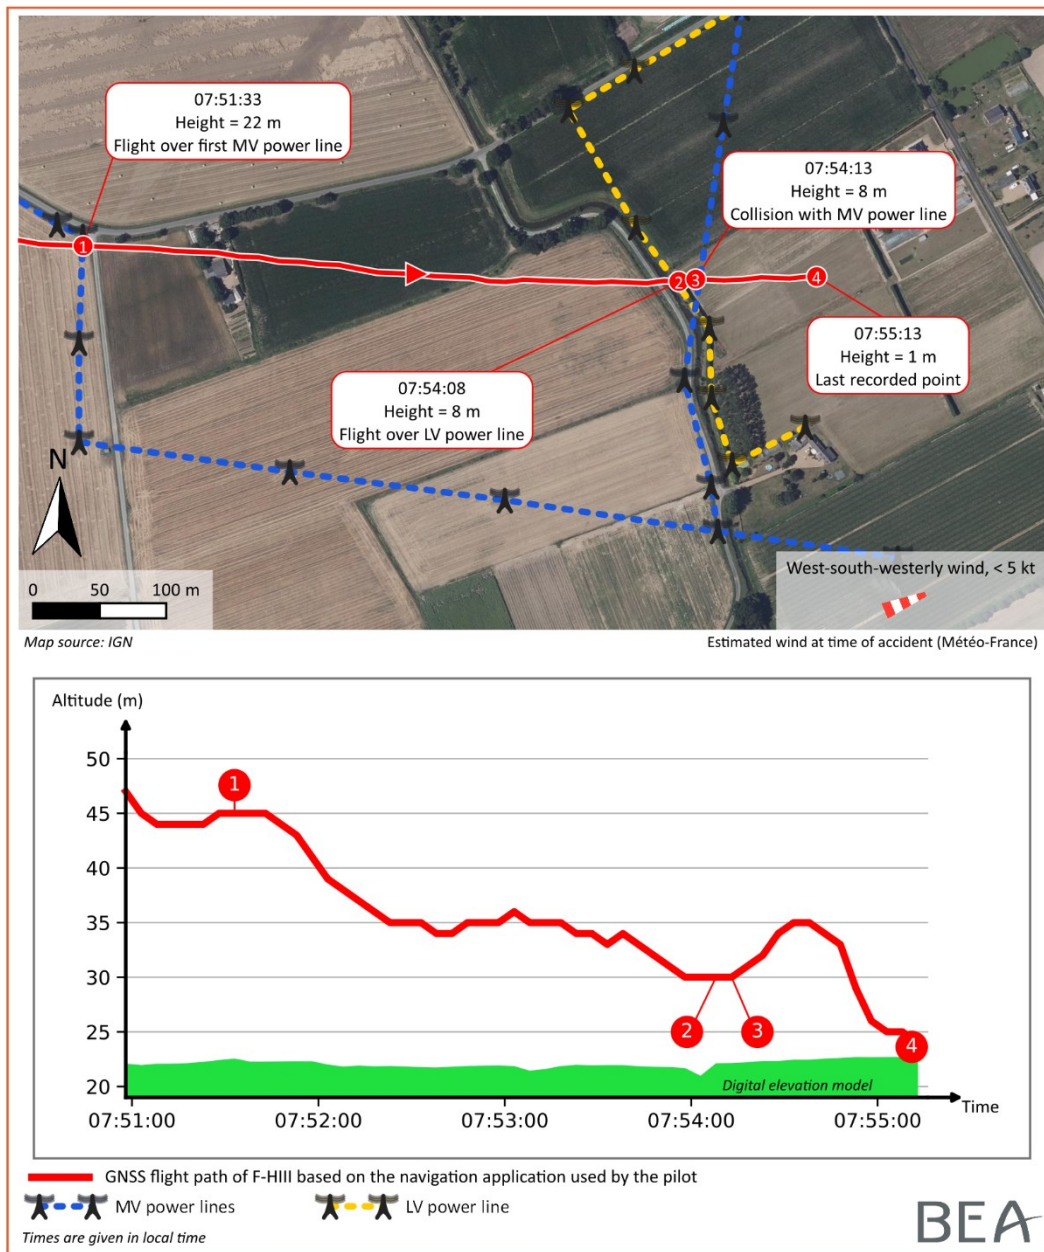 07:51:33
Height = 22 m
Flight over first MV power line
07:54:13
Height = 8 m
Collision with MV power line
1
2
3
4
07:55:13
Height = 1 m
Last recorded point
07:54:08
Height = 8 m
Flight over LV power line
N
0 50 100 m
West-south-westerly wind, < 5 kt
Map source: IGN
Estimated wind at time of accident (Météo-France)
Altitude (m)
50
45
40
35
30
25
20
1
2
3
4
Digital elevation model
Time
07:51:00
07:52:00
07:53:00
07:54:00
07:55:00
GNSS flight path of F-HIII based on the navigation application used by the pilot
MV power lines
LV power line
Times are given in local time
BEA